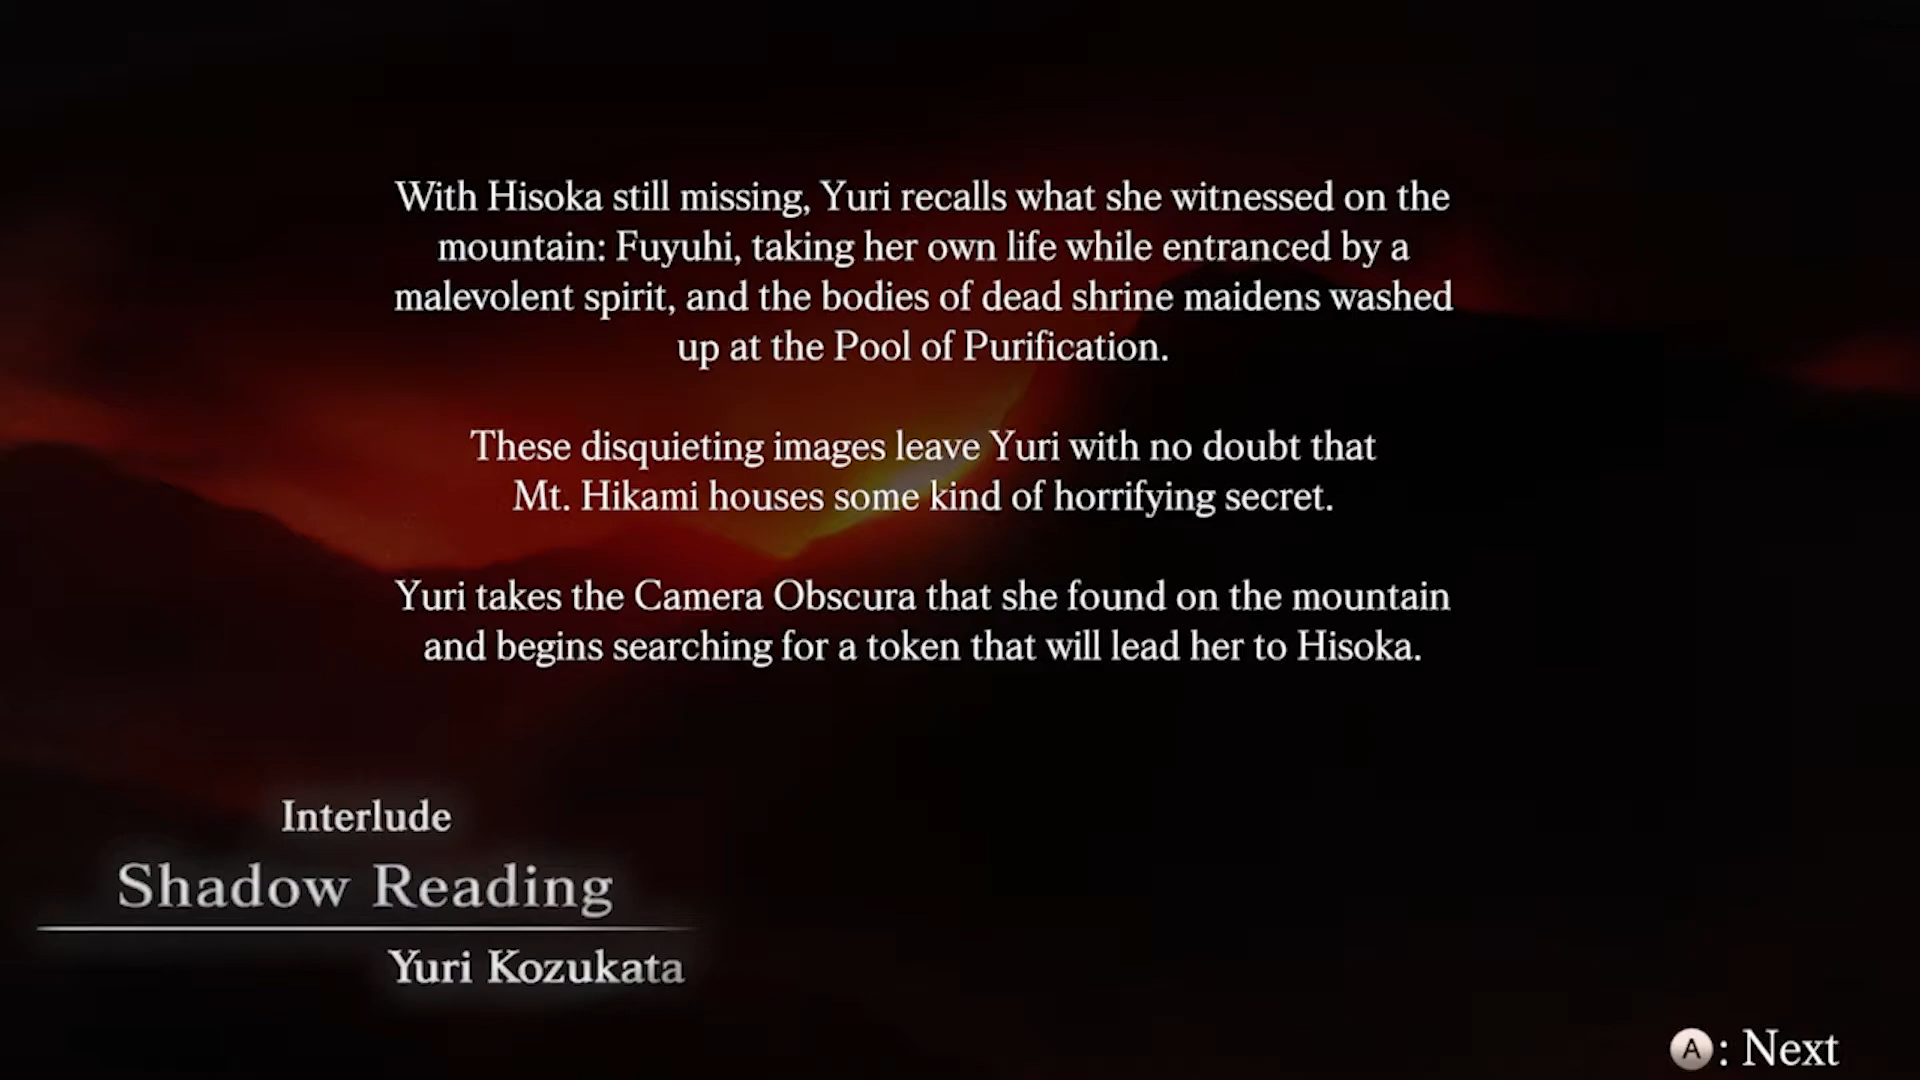 With Hisoka still missing, Yuri recalls what she witnessed on the
mountain: Fuyuhi, taking her own life while entranced by a
malevolent spirit, and the bodies of dead shrine maidens washed
up at the Pool of Purification.
These disquieting images leave Yuri with no doubt that
Mt. Hikami houses some kind of horrifying secret.
Yuri takes the Camera Obscura that she found on the mountain
and begins searching for a token that will lead her to Hisoka.
Interlude
Shadow Reading
Yuri Kozukata
A: Next